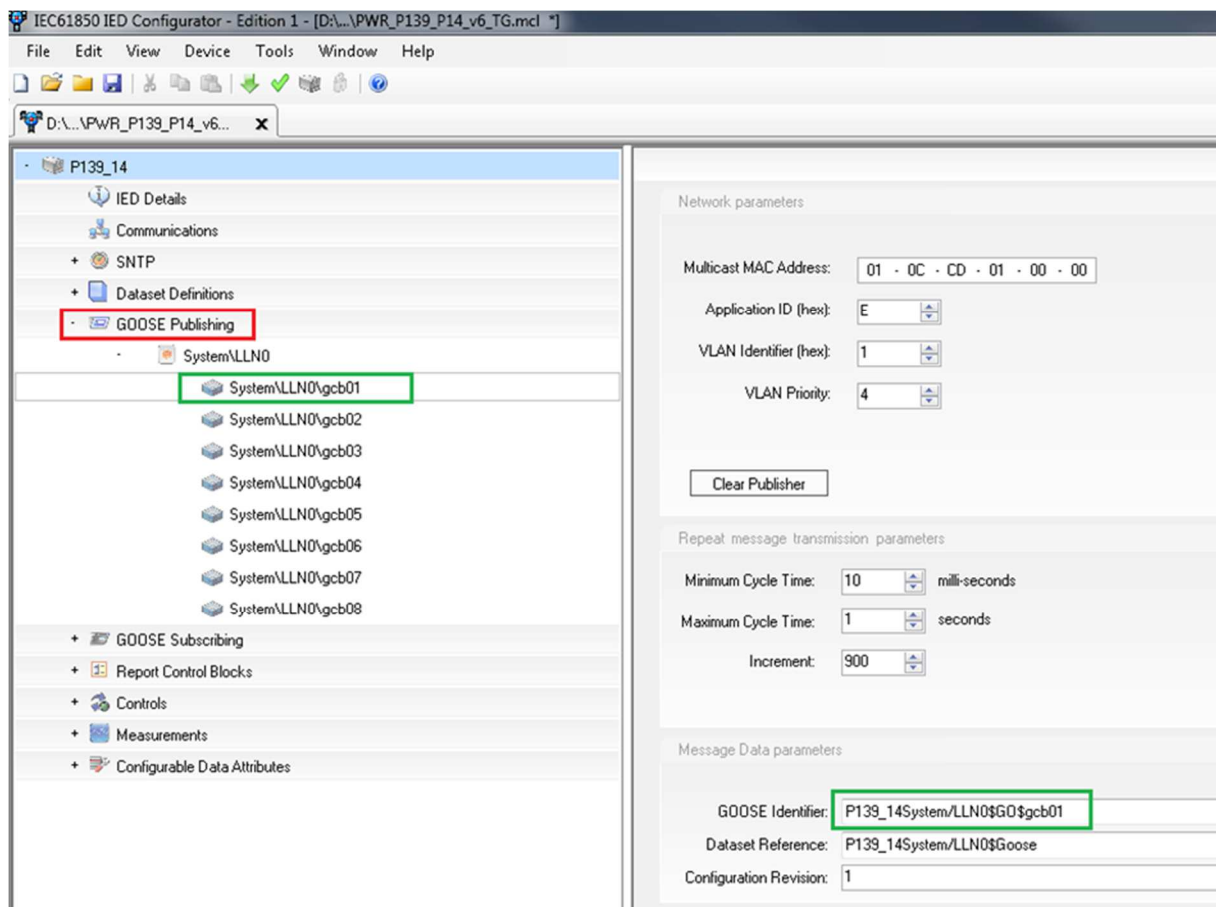 IEC61850 IED Configurator - Edition 1 - [D:\...\PWR_P139_P14_v6_TG.mcl *]
File Edit View Device Tools Window Help
D:\...\PWR_P139_P14_v6... x
P139_14
IED Details
Communications
SNTP
Dataset Definitions
GOOSE Publishing
System\LLN0
System\LLN0\gcb01
System\LLN0\gcb02
System\LLN0\gcb03
System\LLN0\gcb04
System\LLN0\gcb05
System\LLN0\gcb06
System\LLN0\gcb07
System\LLN0\gcb08
GOOSE Subscribing
Report Control Blocks
Controls
Measurements
Configurable Data Attributes
Network parameters
Multicast MAC Address: 01 - 0C - CD - 01 - 00 - 00
Application ID (hex): E
VLAN Identifier (hex): 1
VLAN Priority: 4
Clear Publisher
Repeat message transmission parameters
Minimum Cycle Time: 10 milli-seconds
Maximum Cycle Time: 1 seconds
Increment: 900
Message Data parameters
GOOSE Identifier: P139_14System/LLN0$GO$gcb01
Dataset Reference: P139_14System/LLN0$Goose
Configuration Revision: 1